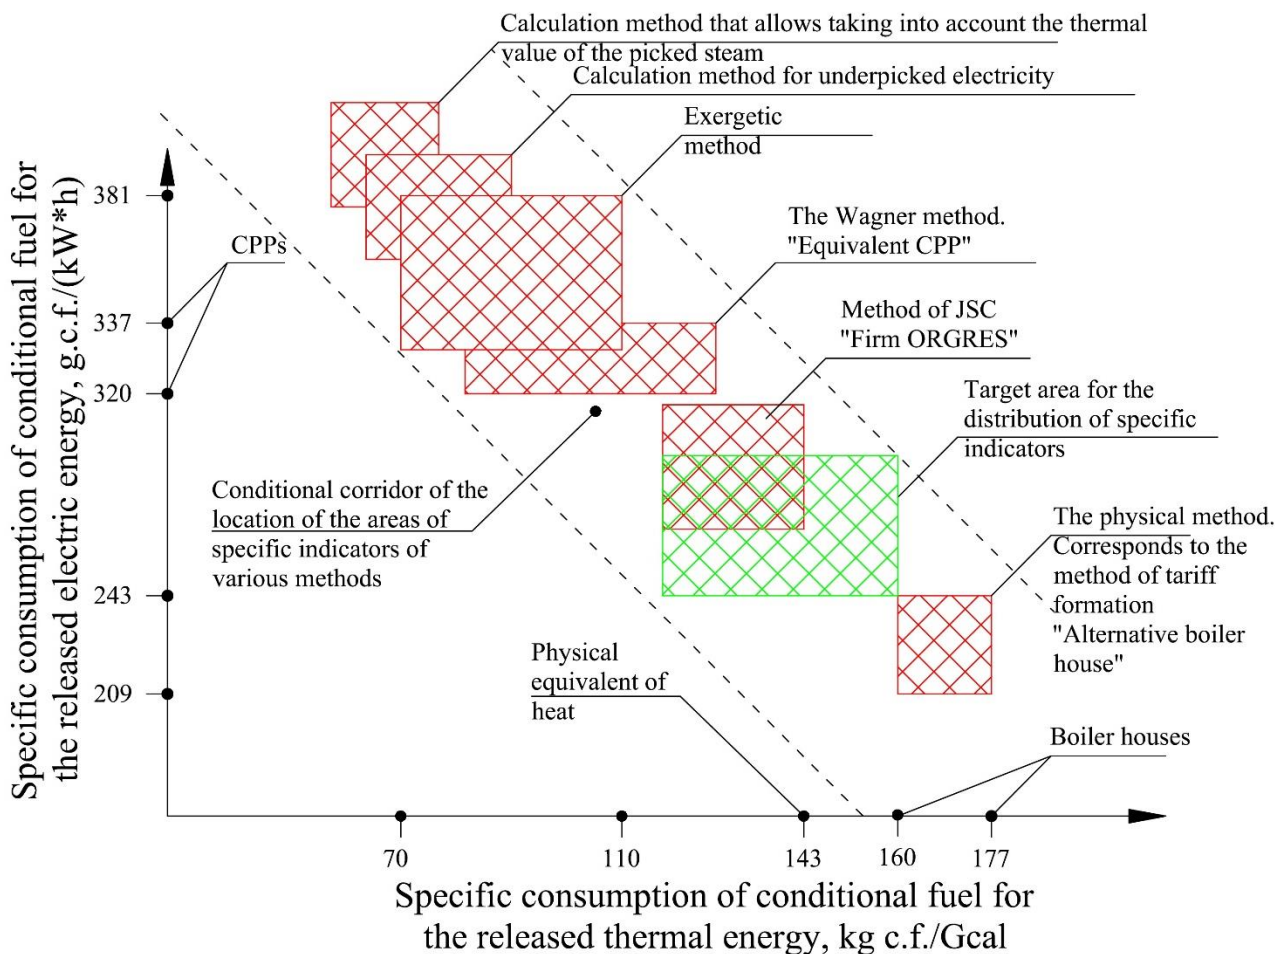 Calculation method that allows taking into account the thermal
value of the picked steam
Calculation method for underpicked electricity
Exergetic
method
The Wagner method.
"Equivalent CPP"
Method of JSC
"Firm ORGRES"
Target area for the
distribution of specific
indicators
The physical method.
Corresponds to the
method of tariff
formation
"Alternative boiler
house"
Boiler houses
Physical
equivalent of
heat
Conditional corridor of the
location of the areas of
specific indicators of
various methods
CPPs
Specific consumption of conditional fuel for
the released electric energy, g.c.f./(kW*h)
381
337
320
243
209
70
110
143
160
177
Specific consumption of conditional fuel for
the released thermal energy, kg c.f./Gcal